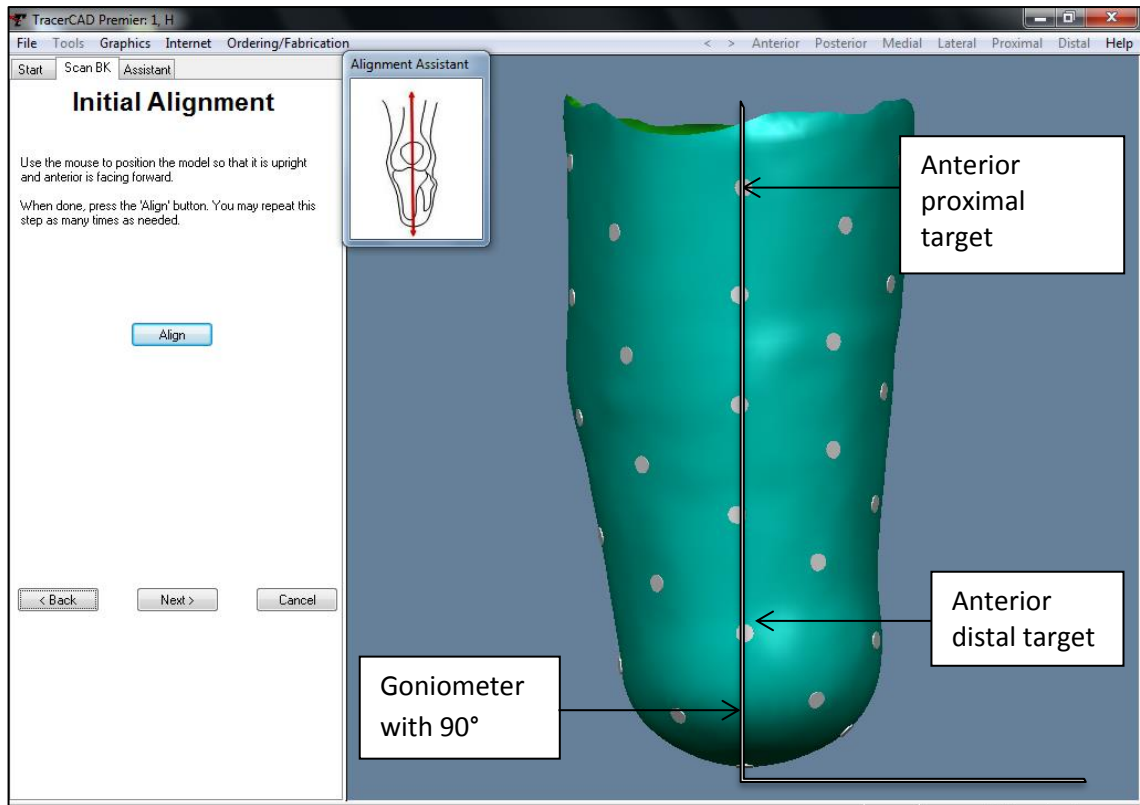 TracerCAD Premier: 1, H
File Tools Graphics Internet Ordering/Fabrication < > Anterior Posterior Medial Lateral Proximal Distal Help
Start Scan BK Assistant
Initial Alignment
Use the mouse to position the model so that it is upright
and anterior is facing forward.
When done, press the 'Align' button. You may repeat this
step as many times as needed.
Align
< Back Next > Cancel
Alignment Assistant
Anterior
proximal
target
Anterior
distal target
Goniometer
with 90°